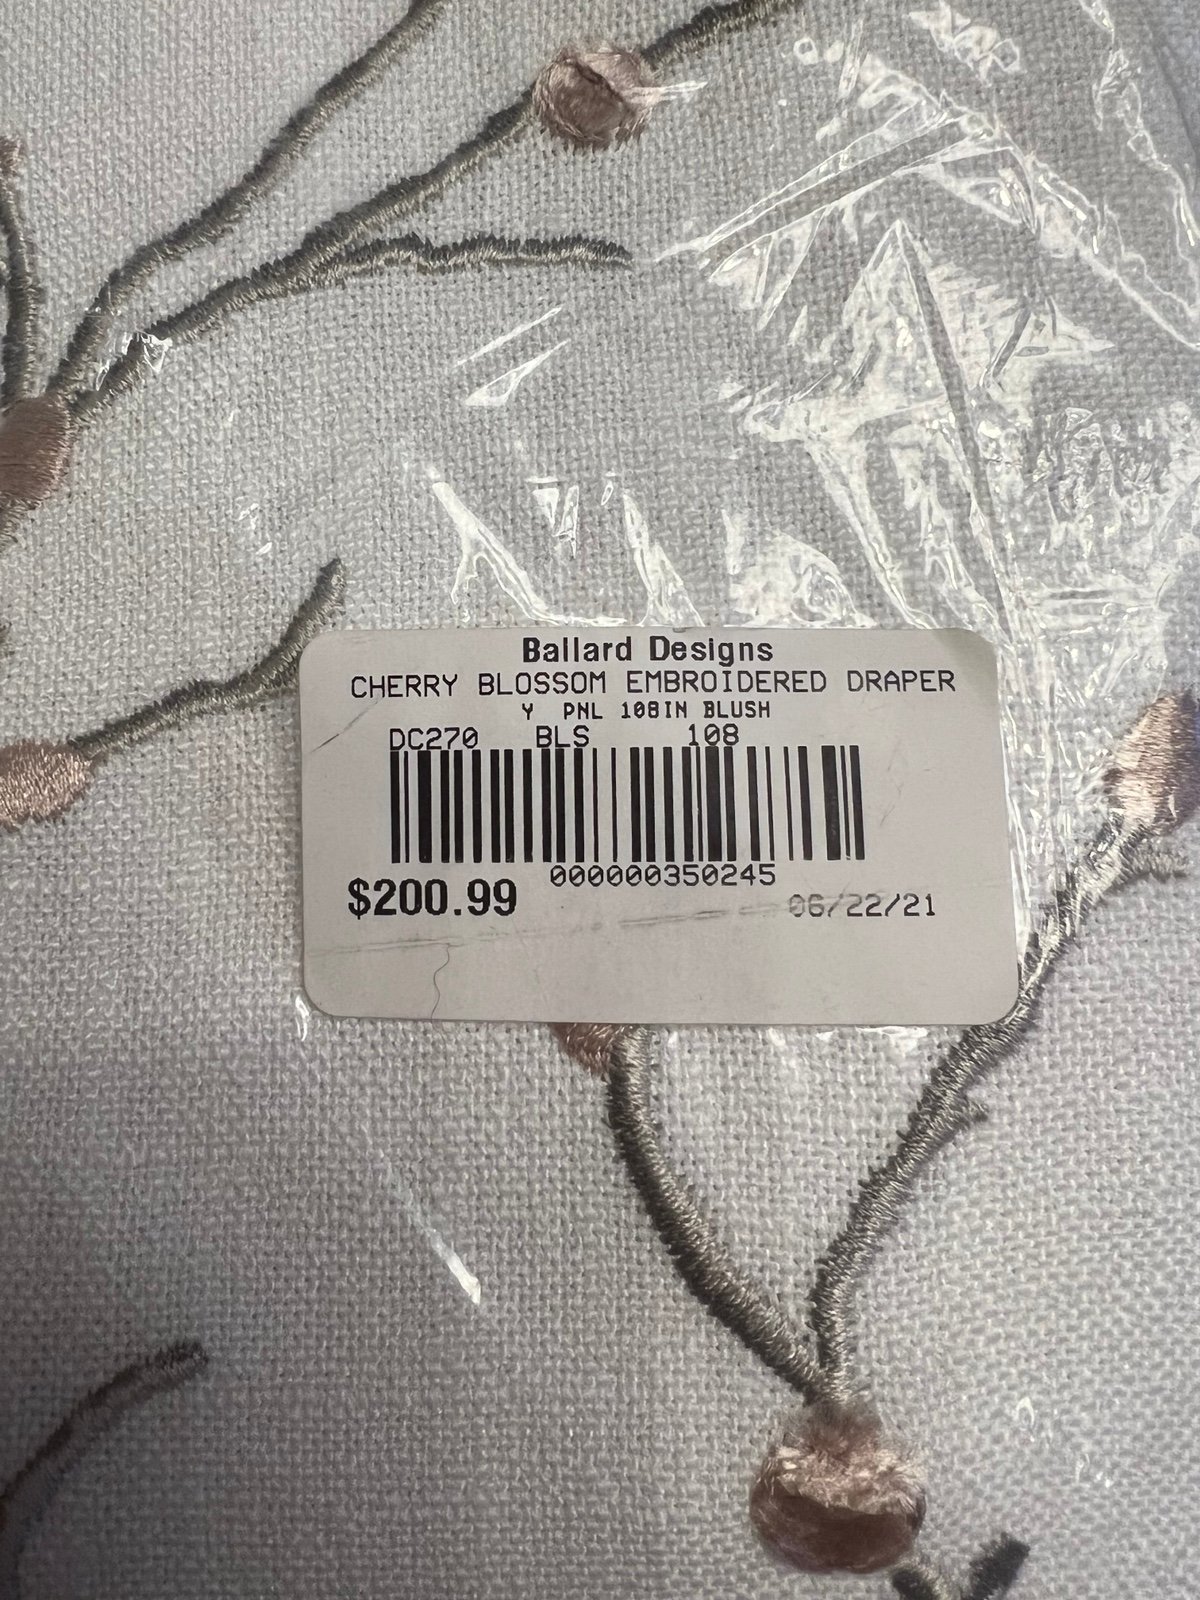 Ballard Designs
CHERRY BLOSSOM EMBROIDERED DRAPER
Y PNL 108IN BLUSH
DC270 BLS 108
000000350245
$200.99
06/22/21